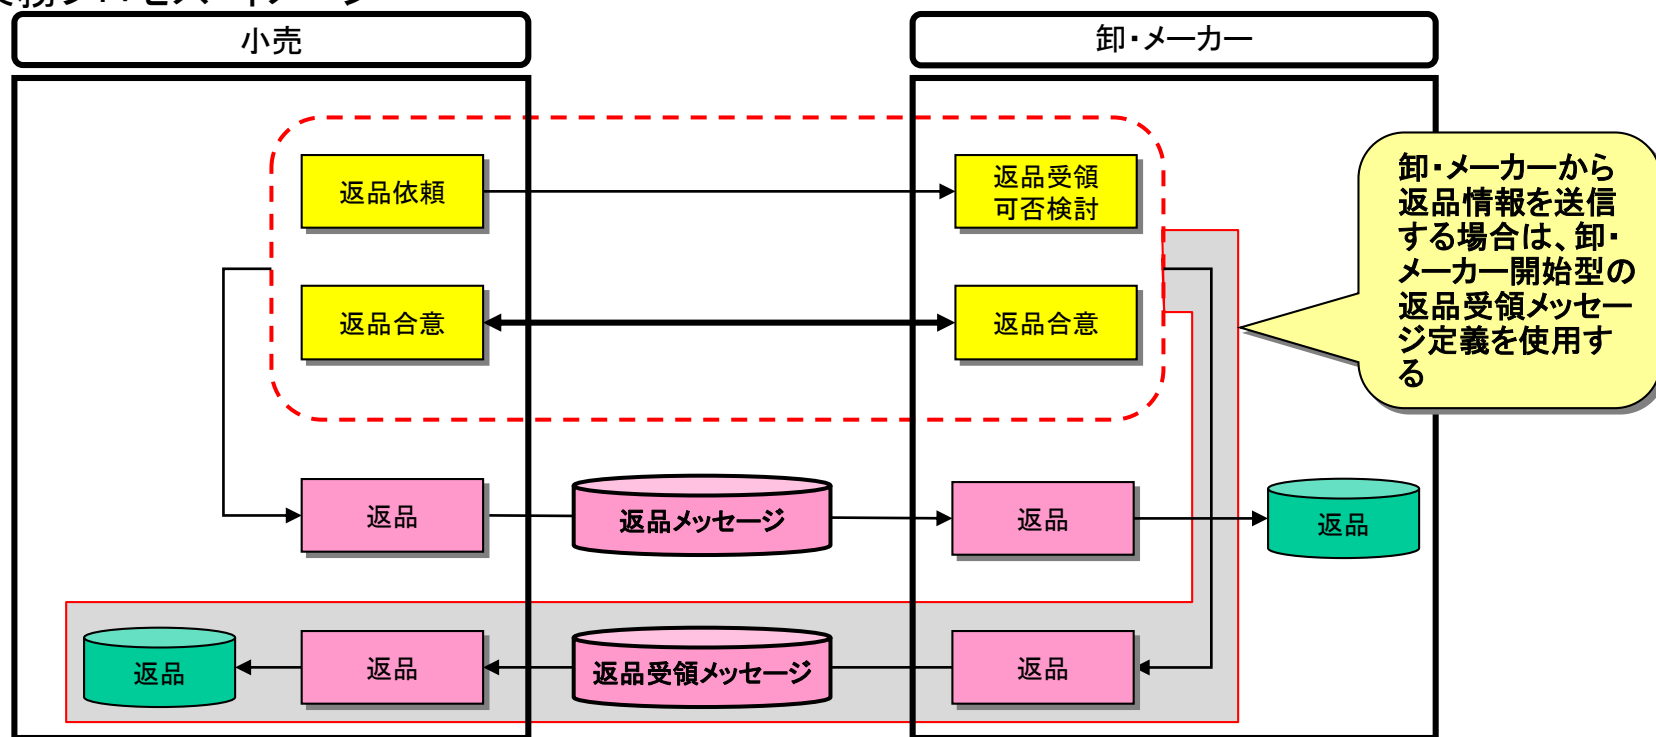 小売
卸・メーカー
返品依頼
返品受領
可否検討
卸・メーカーから
返品情報を送信
する場合は、卸・
メーカー開始型の
返品受領メッセー
ジ定義を使用す
る
返品合意
返品合意
返品
返品メッセージ
返品
返品
返品
返品
返品受領メッセージ
返品